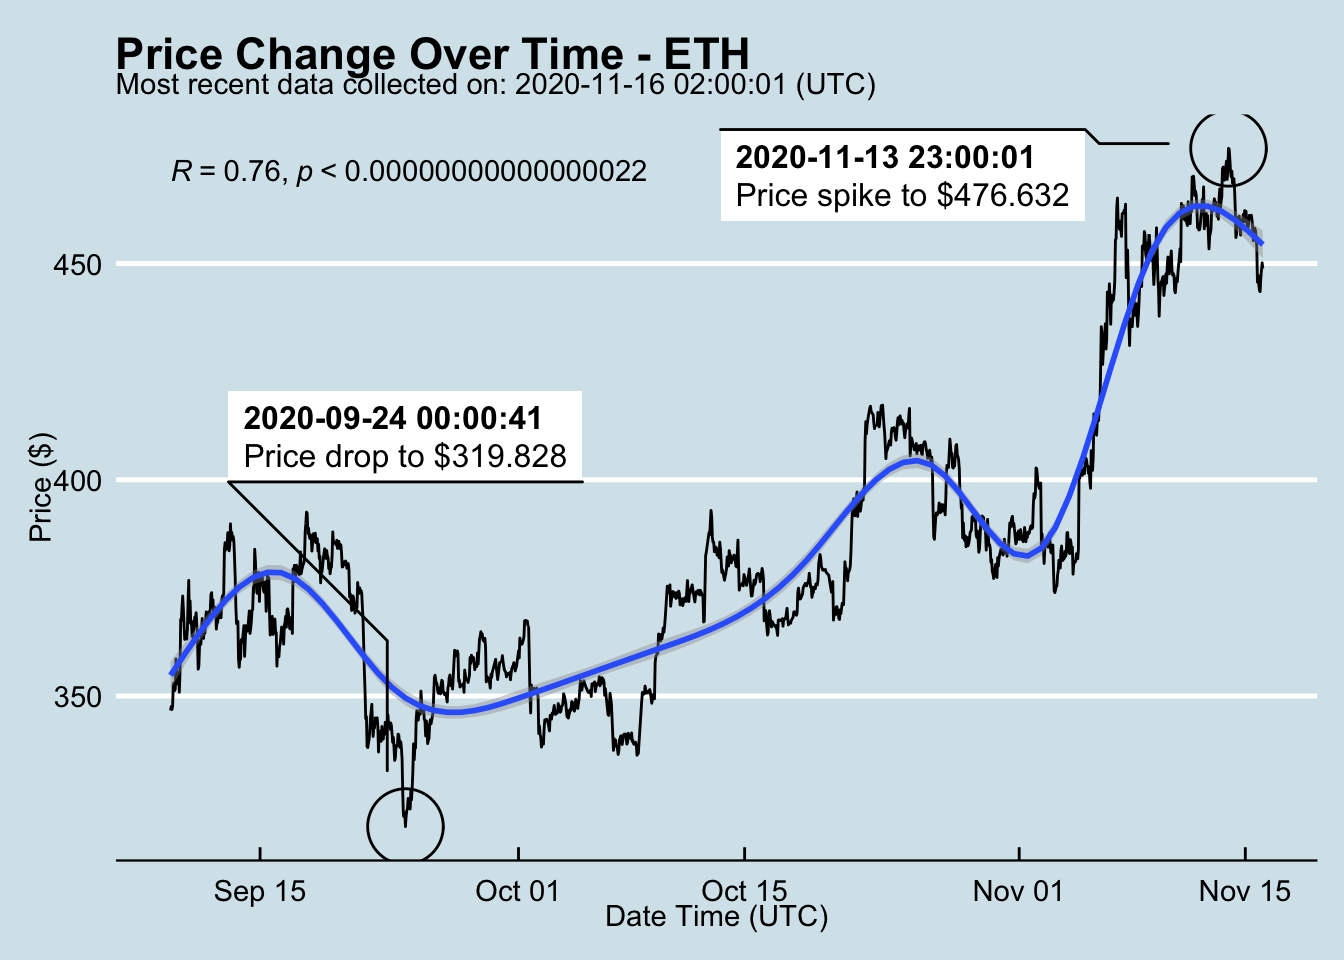 Price Change Over Time - ETH
Most recent data collected on: 2020-11-16 02:00:01 (UTC)
R = 0.76, p < 0.00000000000000022
2020-11-13 23:00:01
Price spike to $476.632
450
2020-09-24 00:00:41
Price drop to $319.828
Price ($)
400
350
Sep 15 Oct 01 Oct 15 Nov 01 Nov 15
Date Time (UTC)